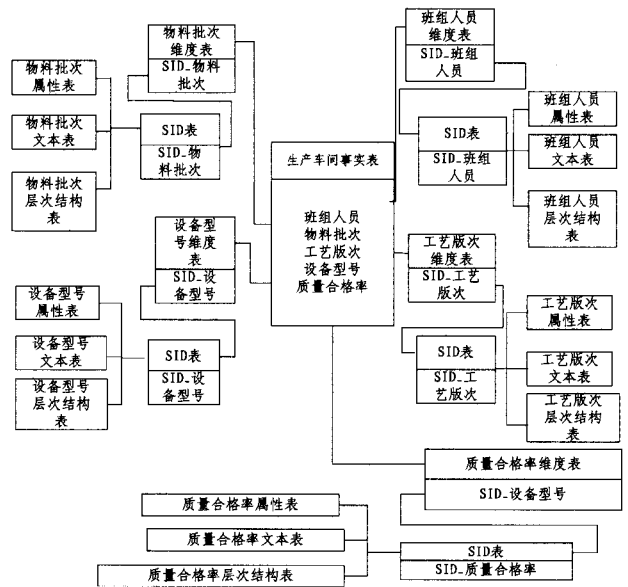 物料批次
维度表
SID_物料
批次
物料批次
属性表
物料批次
文本表
物料批次
层次结构
表
SID表
SID_物
料批次
班组人员
维度表
SID_班组
人员
SID表
SID_班组
人员
班组人员
属性表
班组人员
文本表
班组人员
层次结构
表
生产车间事实表
班组人员
物料批次
工艺版次
设备型号
质量合格率
设备型
号维度
表
SID_设
备型号
设备型号
属性表
设备型号
文本表
设备型号
层次结构
表
SID表
SID_设
备型号
工艺版次
维度表
SID_工艺
版次
SID表
SID_工
艺版次
工艺版次
属性表
工艺版次
文本表
工艺版次
层次结构
表
质量合格率维度表
SID_设备型号
质量合格率属性表
质量合格率文本表
质量合格率层次结构表
SID表
SID_质量合格率